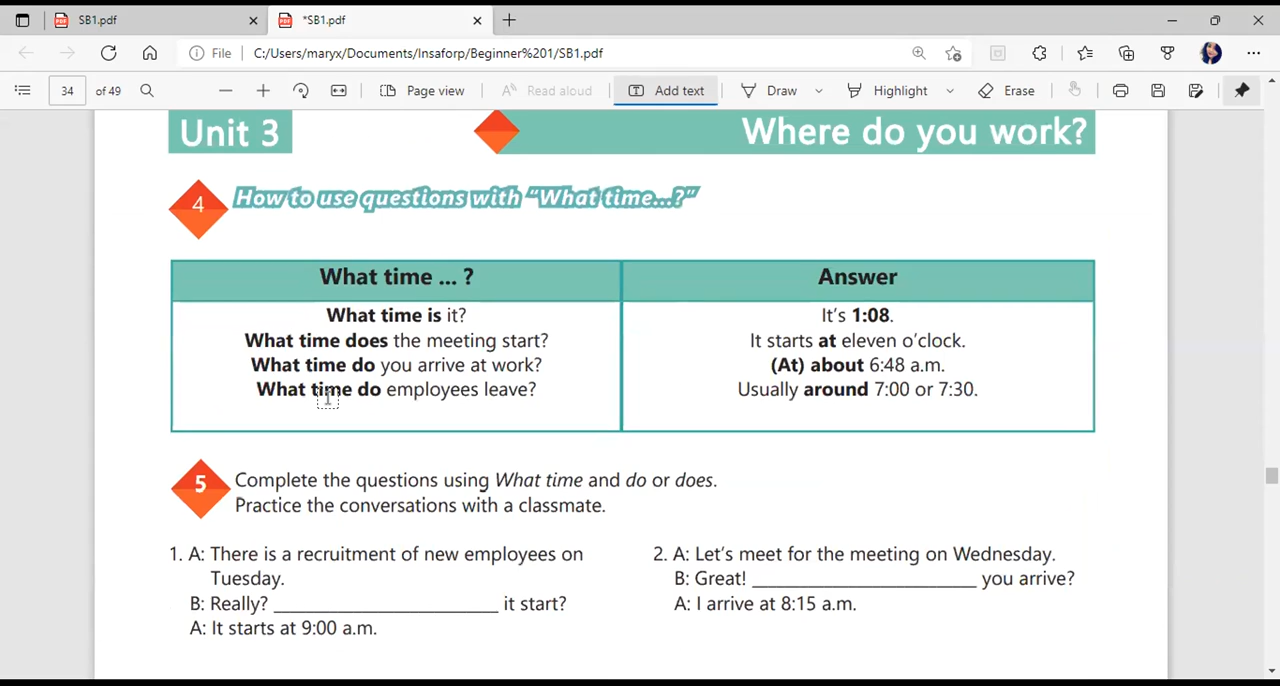 SB1.pdf
*SB1.pdf
File C:/Users/maryx/Documents/Insaforp/Beginner%201/SB1.pdf
34 of 49 Page view Read aloud Add text Draw Highlight Erase
Unit 3 Where do you work?
4 How to use questions with “What time...?”
What time ... ? Answer
What time is it? It’s 1:08.
What time does the meeting start? It starts at eleven o’clock.
What time do you arrive at work? (At) about 6:48 a.m.
What time do employees leave? Usually around 7:00 or 7:30.
5 Complete the questions using What time and do or does.
Practice the conversations with a classmate.
1. A: There is a recruitment of new employees on
Tuesday.
B: Really? ______________________ it start?
A: It starts at 9:00 a.m.
2. A: Let’s meet for the meeting on Wednesday.
B: Great! ______________________ you arrive?
A: I arrive at 8:15 a.m.